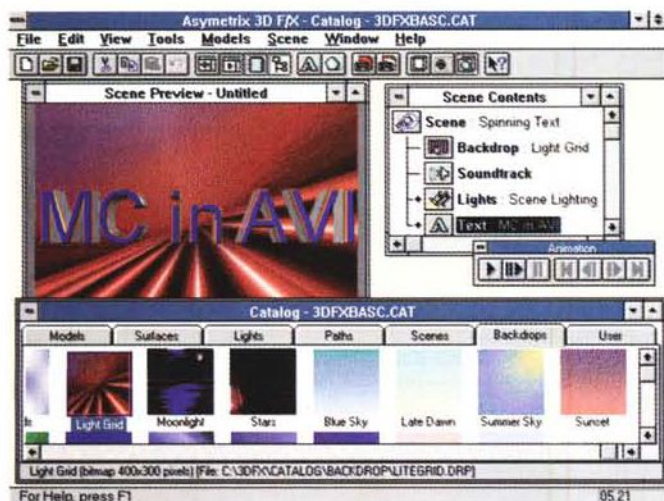 Asymetrix 3D F/X - Catalog - 3DFXBASC.CAT
File Edit View Tools Models Scene Window Help
Scene Preview - Untitled
MC in AVI
Scene Contents
Scene Spinning Text
Backdrop Light Grid
Soundtrack
Lights Scene Lighting
Text MC in AVI
Animation
Catalog - 3DFXBASC.CAT
Models Surfaces Lights Paths Scenes Backdrops User
Light Grid Moonlight Stars Blue Sky Late Dawn Summer Sky Sunset
Light Grid (bitmap 400x300 pixels) [File: C:\3DFX\CATALOG\BACKDROP\LITEGRID.DRP]
For Help, press F1 05.21